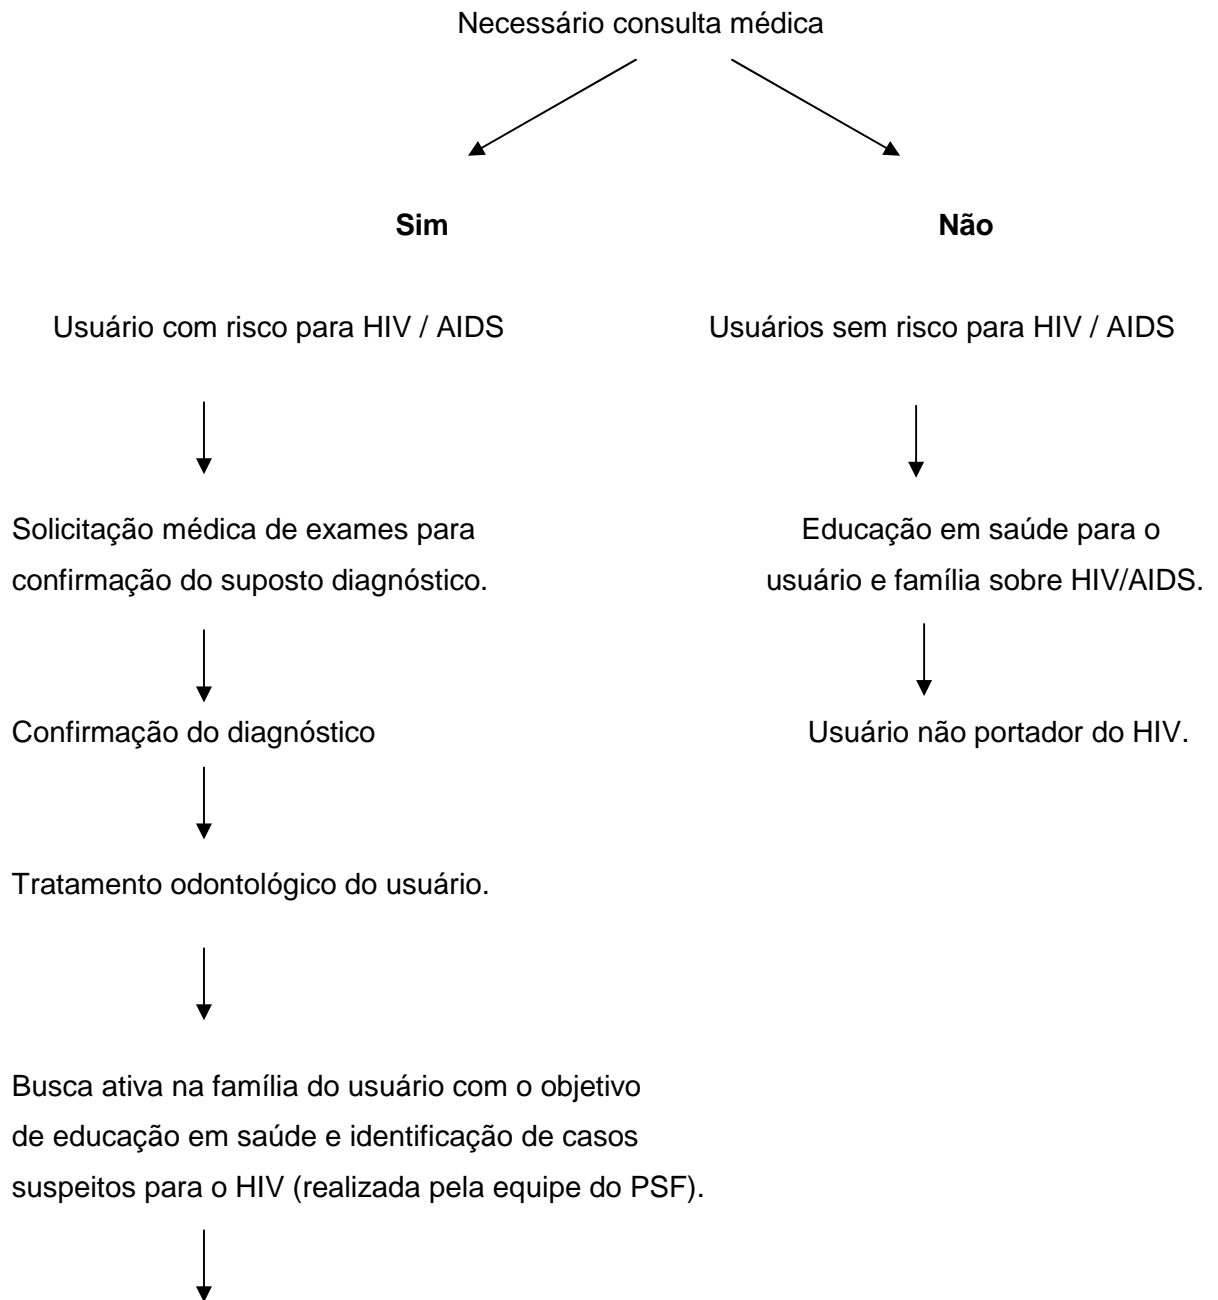 Necessário consulta médica
Sim
Não
Usuário com risco para HIV / AIDS
Usuários sem risco para HIV / AIDS
Solicitação médica de exames para
confirmação do suposto diagnóstico.
Educação em saúde para o
usuário e família sobre HIV/AIDS.
Confirmação do diagnóstico
Usuário não portador do HIV.
Tratamento odontológico do usuário.
Busca ativa na família do usuário com o objetivo
de educação em saúde e identificação de casos
suspeitos para o HIV (realizada pela equipe do PSF).